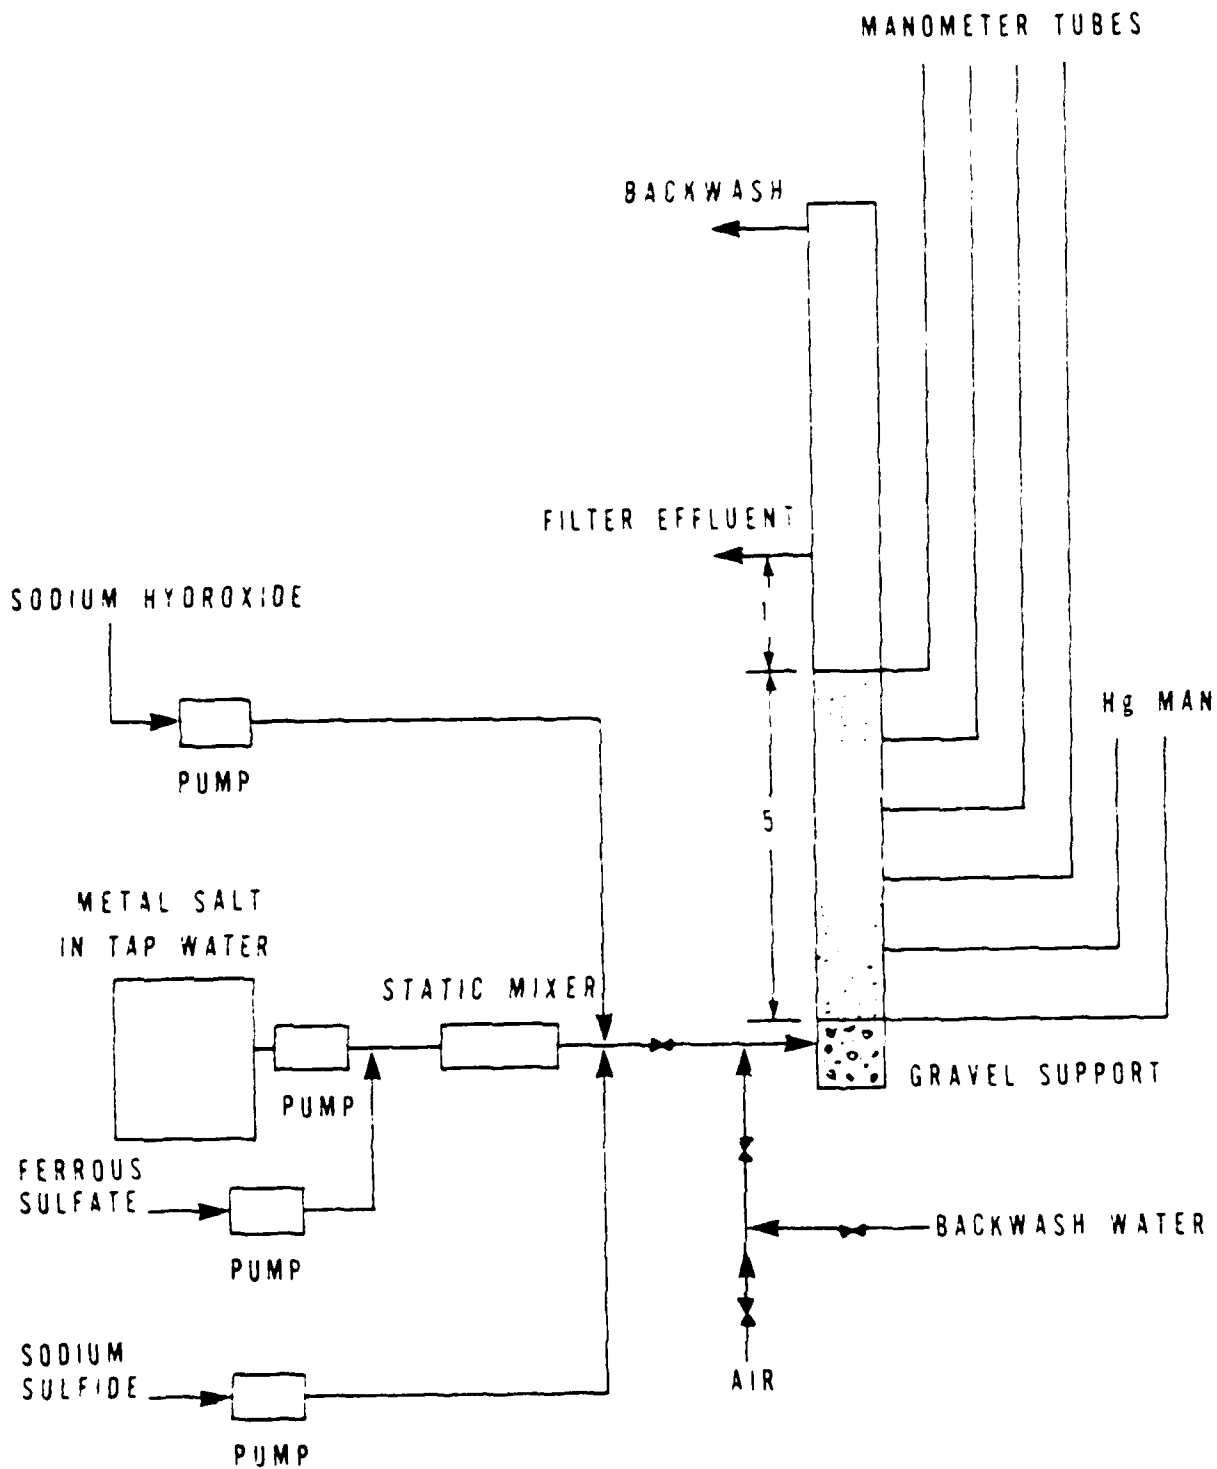 MANOMETER TUBES
BACKWASH
FILTER EFFLUENT
1
SODIUM HYDROXIDE
PUMP
5
Hg MAN
METAL SALT
IN TAP WATER
STATIC MIXER
PUMP
GRAVEL SUPPORT
FERROUS
SULFATE
PUMP
BACKWASH WATER
SODIUM
SULFIDE
AIR
PUMP